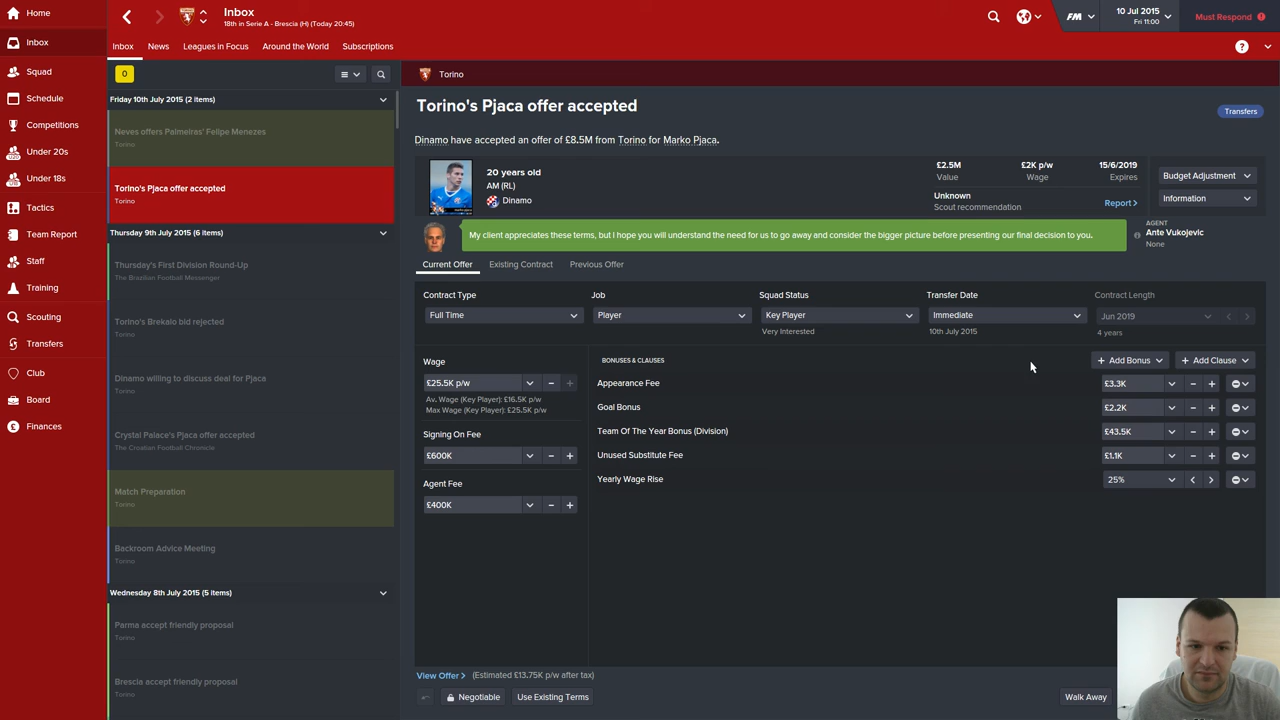 Home
Inbox
Squad
Schedule
Competitions
Under 20s
Under 18s
Tactics
Team Report
Staff
Training
Scouting
Transfers
Club
Board
Finances
Inbox
18th in Serie A - Brescia (H) (Today 20:45)
FM
10 Jul 2015
Fri 11:00
Must Respond
Inbox
News
Leagues in Focus
Around the World
Subscriptions
?
0
Friday 10th July 2015 (2 items)
Neves offers Palmeiras' Felipe Menezes
Torino
Torino's Pjaca offer accepted
Torino
Thursday 9th July 2015 (6 items)
Thursday's First Division Round-Up
The Brazilian Football Messenger
Torino's Brekalo bid rejected
Torino
Dinamo willing to discuss deal for Pjaca
Torino
Crystal Palace's Pjaca offer accepted
The Croatian Football Chronicle
Match Preparation
Torino
Backroom Advice Meeting
Torino
Wednesday 8th July 2015 (5 items)
Parma accept friendly proposal
Torino
Brescia accept friendly proposal
Torino
Torino
Torino's Pjaca offer accepted
Transfers
Dinamo have accepted an offer of £8.5M from Torino for Marko Pjaca.
20 years old
AM (RL)
Dinamo
£2.5M
Value
£2K p/w
Wage
15/6/2019
Expires
Unknown
Scout recommendation
Report >
Budget Adjustment
Information
My client appreciates these terms, but I hope you will understand the need for us to go away and consider the bigger picture before presenting our final decision to you.
AGENT
Ante Vukojevic
None
Current Offer
Existing Contract
Previous Offer
Contract Type
Full Time
Job
Player
Squad Status
Key Player
Very Interested
Transfer Date
Immediate
10th July 2015
Contract Length
Jun 2019
4 years
Wage
£25.5K p/w
Av. Wage (Key Player): £16.5K p/w
Max Wage (Key Player): £25.5K p/w
Signing On Fee
£600K
Agent Fee
£400K
BONUSES & CLAUSES
+ Add Bonus
+ Add Clause
Appearance Fee
£3.3K
Goal Bonus
£2.2K
Team Of The Year Bonus (Division)
£43.5K
Unused Substitute Fee
£1.1K
Yearly Wage Rise
25%
View Offer > (Estimated £13.75K p/w after tax)
Negotiable
Use Existing Terms
Walk Away